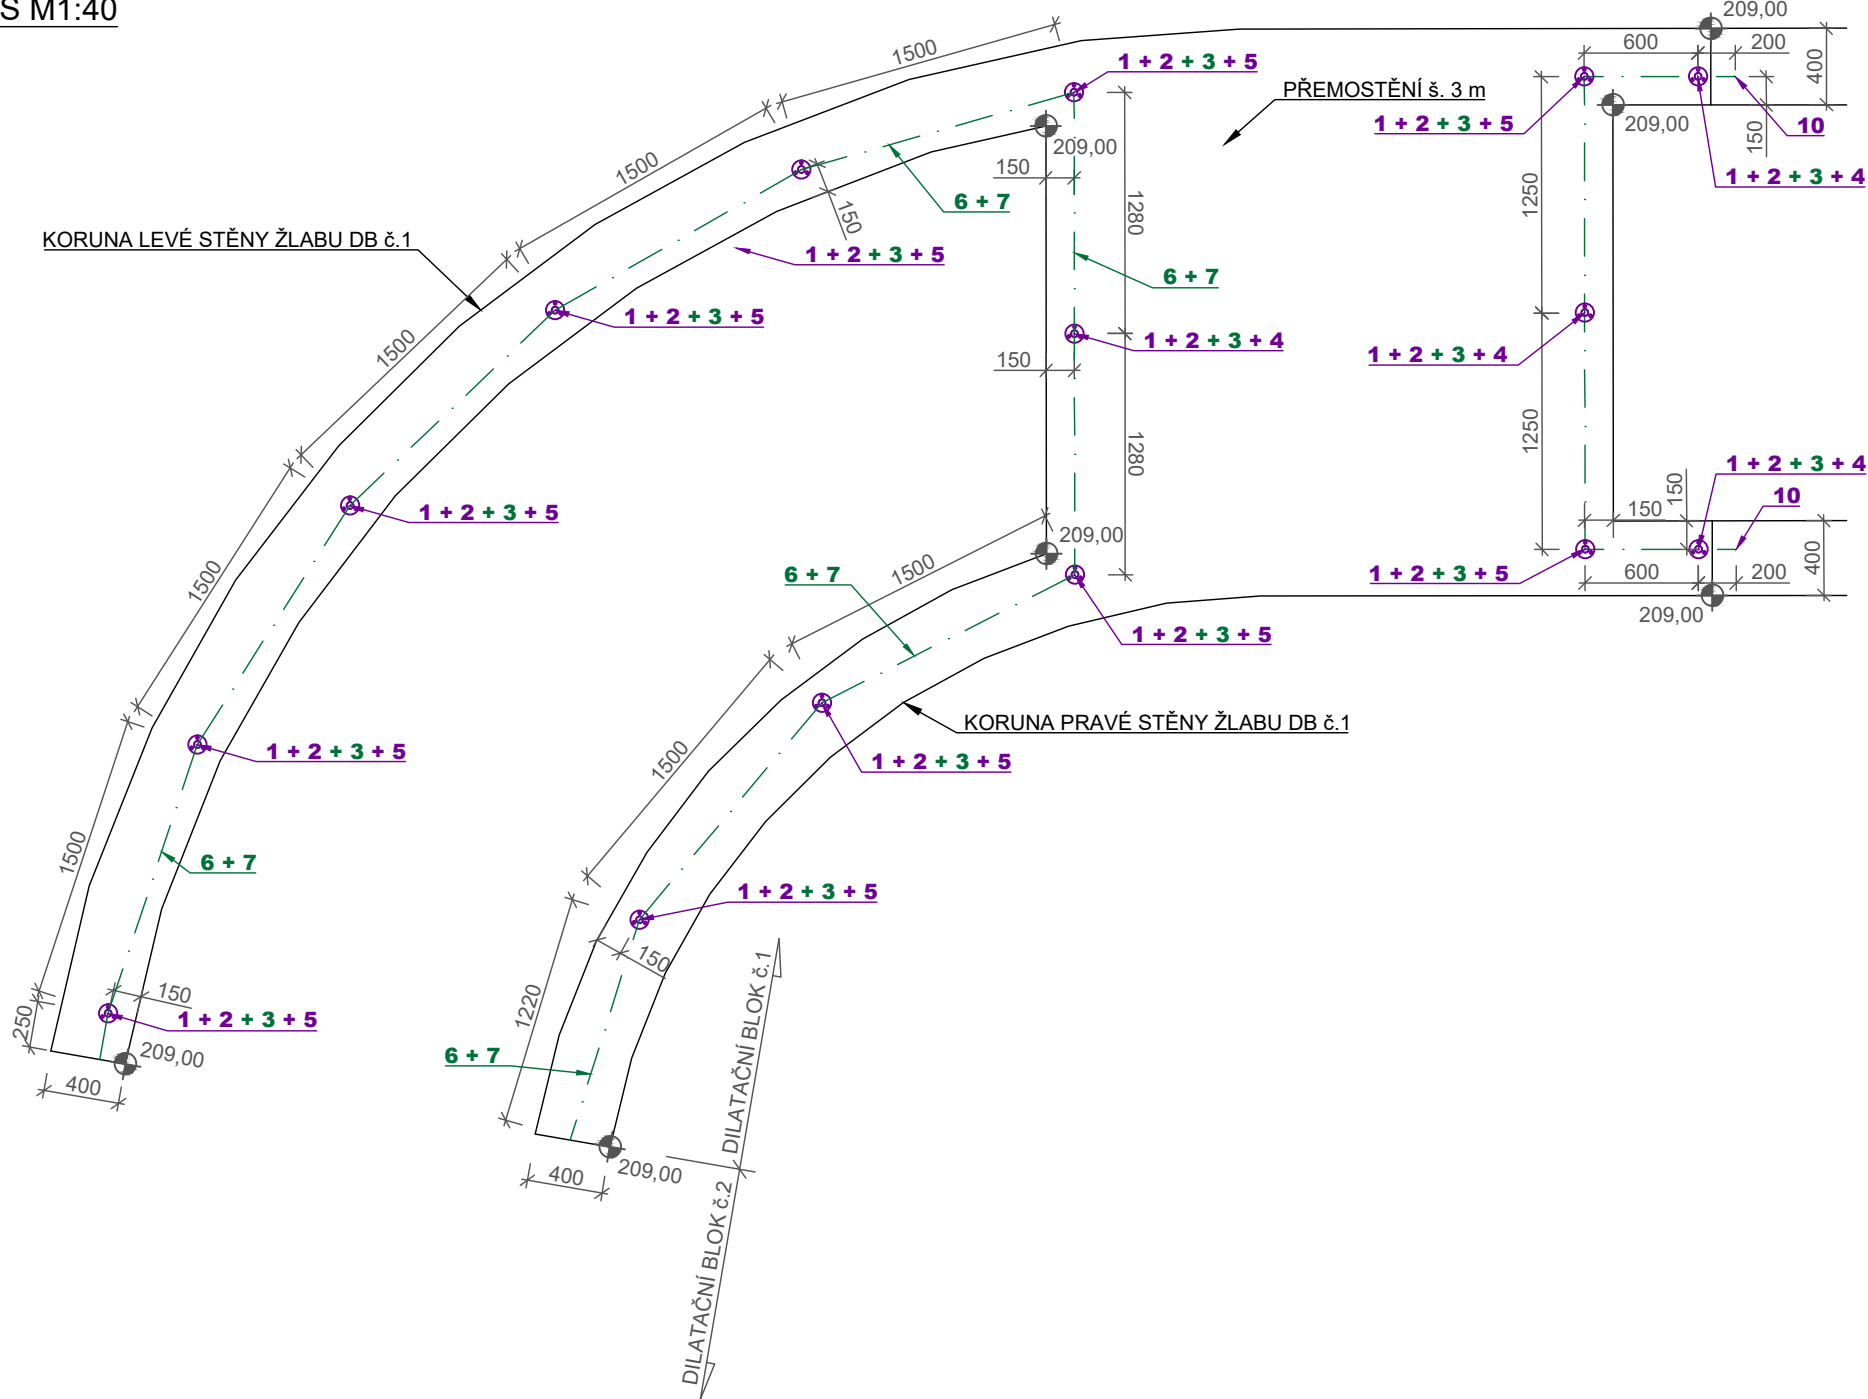 S M1:40
209,00
600
200
400
1500
1 + 2 + 3 + 5
PŘEMOSTĚNÍ š. 3 m
1 + 2 + 3 + 5
209,00
10
150
209,00
1500
150
1 + 2 + 3 + 4
6 + 7
150
1280
1250
KORUNA LEVÉ STĚNY ŽLABU DB č.1
1 + 2 + 3 + 5
6 + 7
1 + 2 + 3 + 5
1500
150
1 + 2 + 3 + 4
1 + 2 + 3 + 4
1280
1250
1 + 2 + 3 + 4
150
10
1 + 2 + 3 + 5
150
209,00
1500
1500
6 + 7
1 + 2 + 3 + 5
600
200
400
209,00
1 + 2 + 3 + 5
KORUNA PRAVÉ STĚNY ŽLABU DB č.1
1 + 2 + 3 + 5
1500
1 + 2 + 3 + 5
1500
6 + 7
1 + 2 + 3 + 5
150
DILATAČNÍ BLOK č.1
150
1220
250
1 + 2 + 3 + 5
209,00
6 + 7
400
400
209,00
DILATAČNÍ BLOK č.2